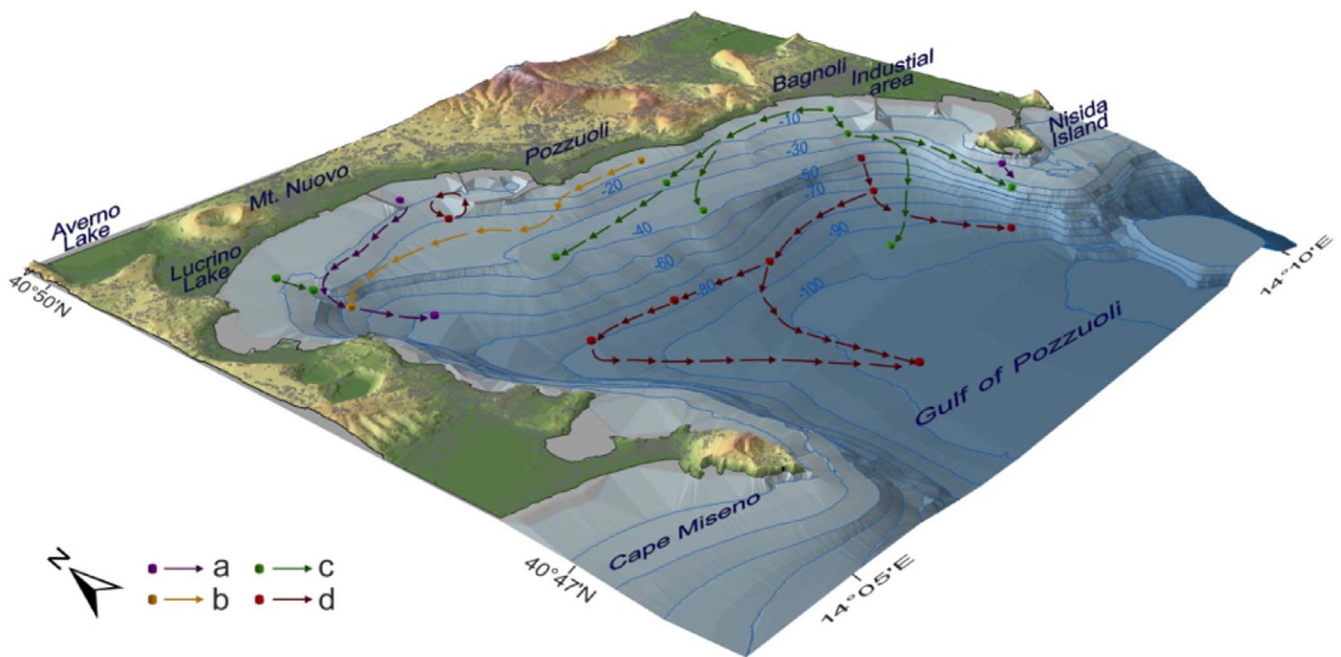 Bagnoli
Industial
area
Nisida
Island
Pozzuoli
Mt. Nuovo
Averno
Lake
Lucrino
Lake
40°50'N
-10
-30
-50
-70
-90
-20
-40
-60
-80
-100
14°10'E
Gulf of Pozzuoli
Cape Miseno
40°47'N
14°05'E
N
a
c
b
d